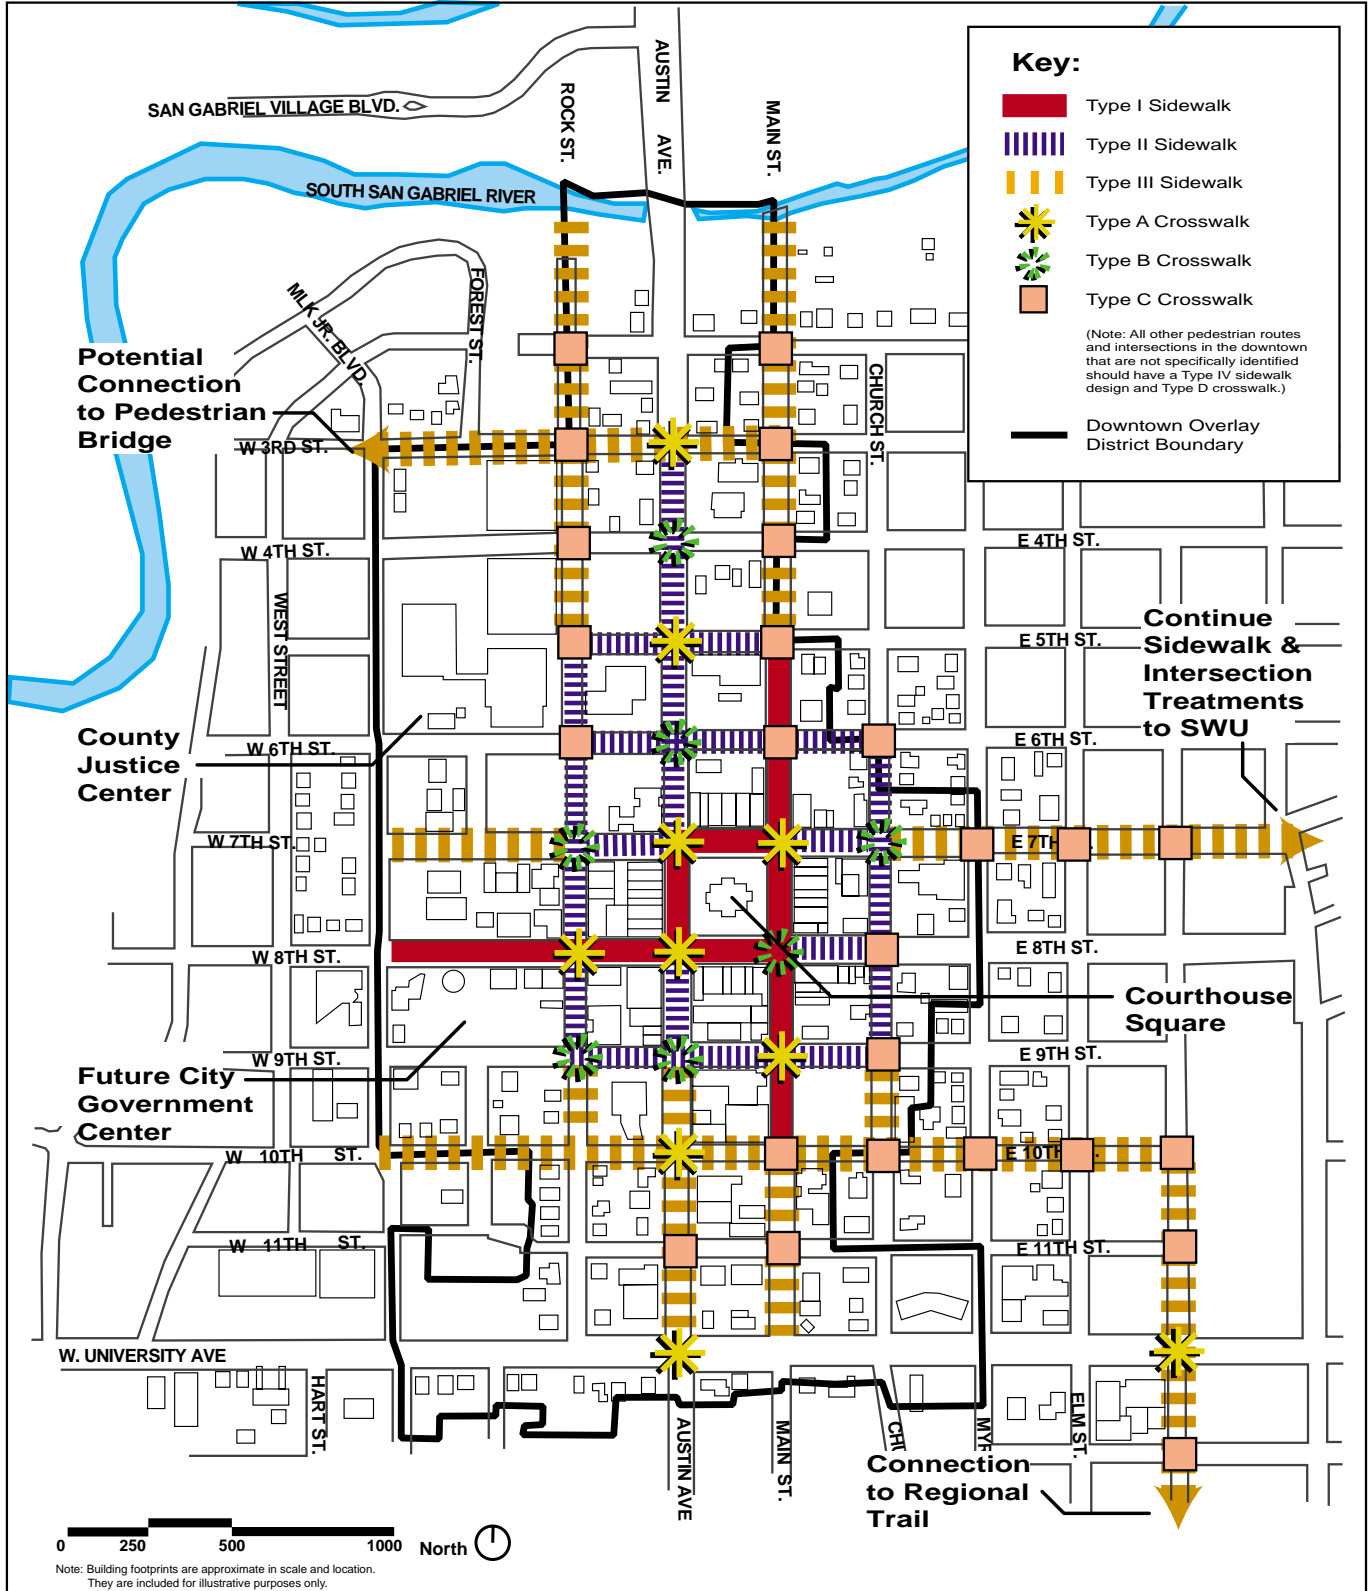 Key:
Type I Sidewalk
Type II Sidewalk
Type III Sidewalk
Type A Crosswalk
Type B Crosswalk
Type C Crosswalk
(Note: All other pedestrian routes
and intersections in the downtown
that are not specifically identified
should have a Type IV sidewalk
design and Type D crosswalk.)
Downtown Overlay
District Boundary
SAN GABRIEL VILLAGE BLVD.
ROCK ST.
AUSTIN AVE.
MAIN ST.
SOUTH SAN GABRIEL RIVER
MLK JR. BLVD.
FOREST ST.
CHURCH ST.
Potential
Connection
to Pedestrian
Bridge
W 3RD ST.
W 4TH ST.
E 4TH ST.
WEST STREET
E 5TH ST.
Continue
Sidewalk &
Intersection
Treatments
to SWU
County
Justice
Center
W 6TH ST.
E 6TH ST.
W 7TH ST.
E 7TH
W 8TH ST.
E 8TH ST.
Courthouse
Square
W 9TH ST.
E 9TH ST.
Future City
Government
Center
W 10TH ST.
E 10TH
W 11TH ST.
E 11TH ST.
W. UNIVERSITY AVE
HART ST.
AUSTIN AVE
MAIN ST.
ELM ST.
Connection
to Regional
Trail
0 250 500 1000
North
Note: Building footprints are approximate in scale and location.
They are included for illustrative purposes only.